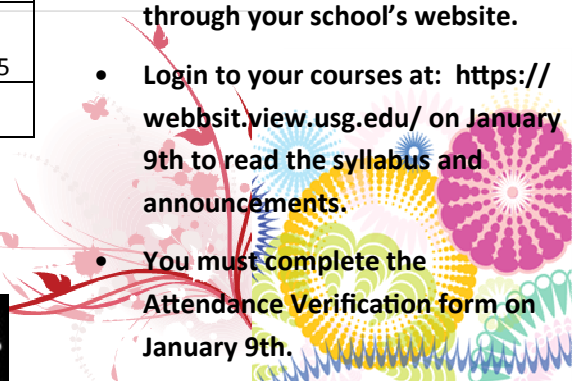 through your school's website.
5
• Login to your courses at: https://
webbsit.view.usg.edu/ on January
9th to read the syllabus and
announcements.
• You must complete the
Attendance Verification form on
January 9th.